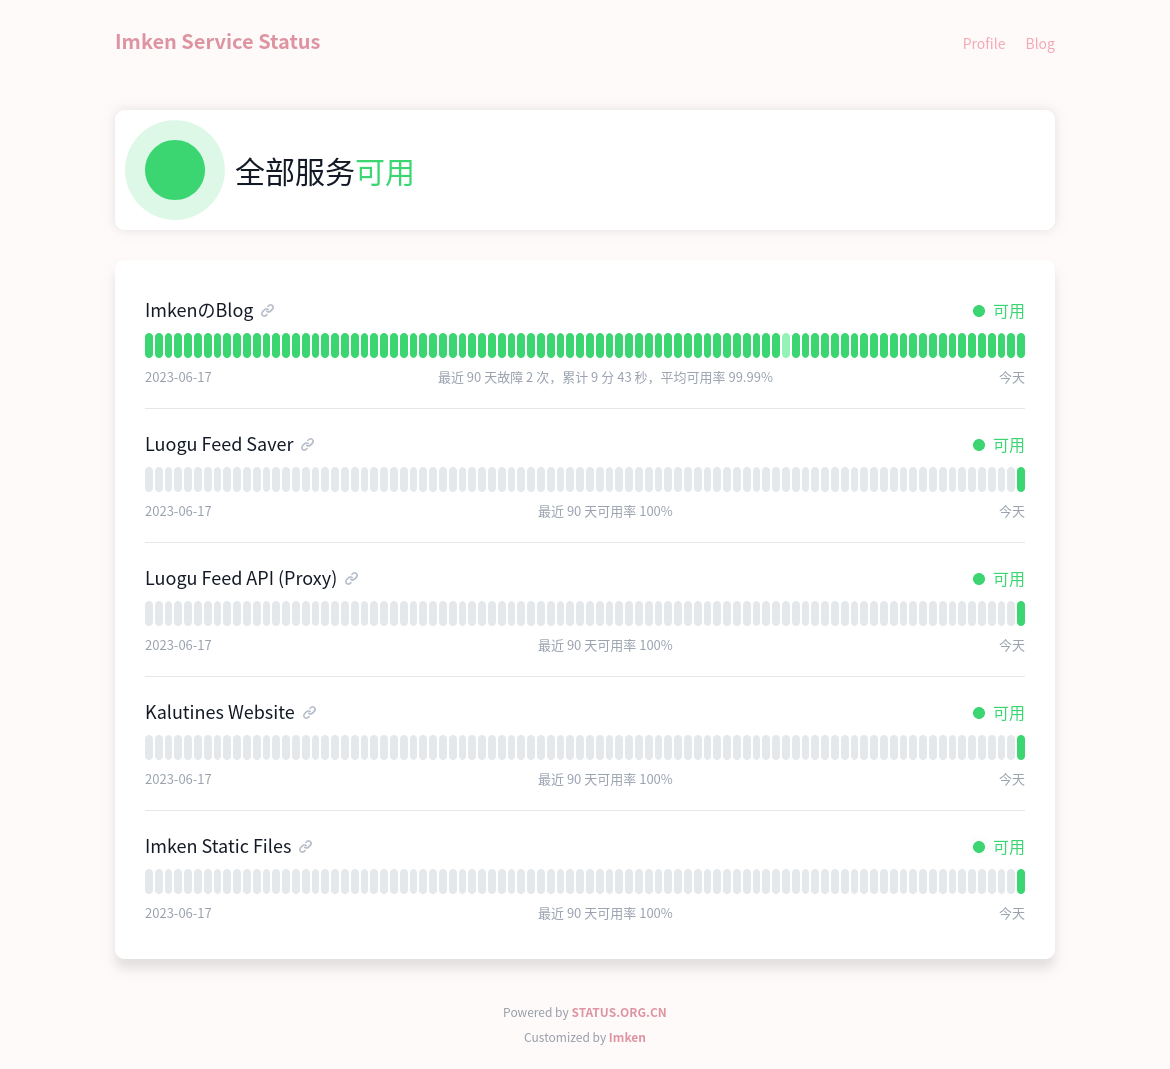 Imken Service Status
Profile Blog
全部服务可用
ImkenのBlog 可用
2023-06-17 最近 90 天故障 2 次，累计 9 分 43 秒，平均可用率 99.99% 今天
Luogu Feed Saver 可用
2023-06-17 最近 90 天可用率 100% 今天
Luogu Feed API (Proxy) 可用
2023-06-17 最近 90 天可用率 100% 今天
Kalutines Website 可用
2023-06-17 最近 90 天可用率 100% 今天
Imken Static Files 可用
2023-06-17 最近 90 天可用率 100% 今天
Powered by STATUS.ORG.CN
Customized by Imken